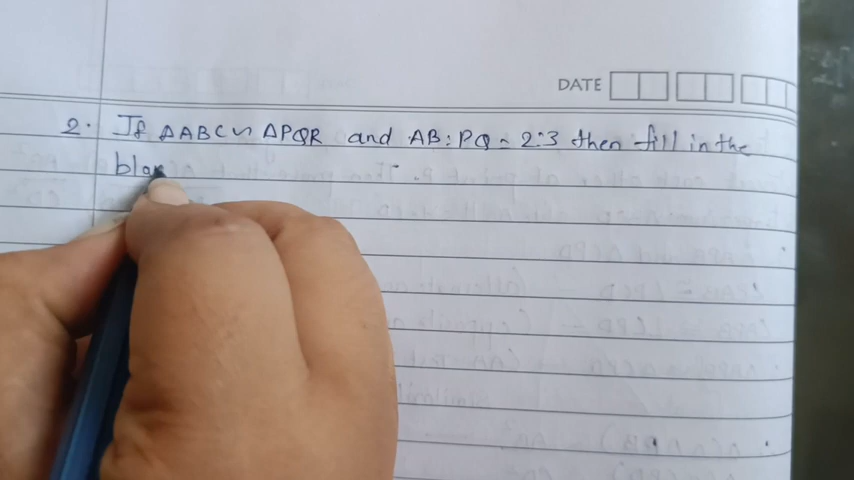 DATE
2. If ΔABC ~ ΔPQR and AB : PQ = 2:3 then fill in the
bla